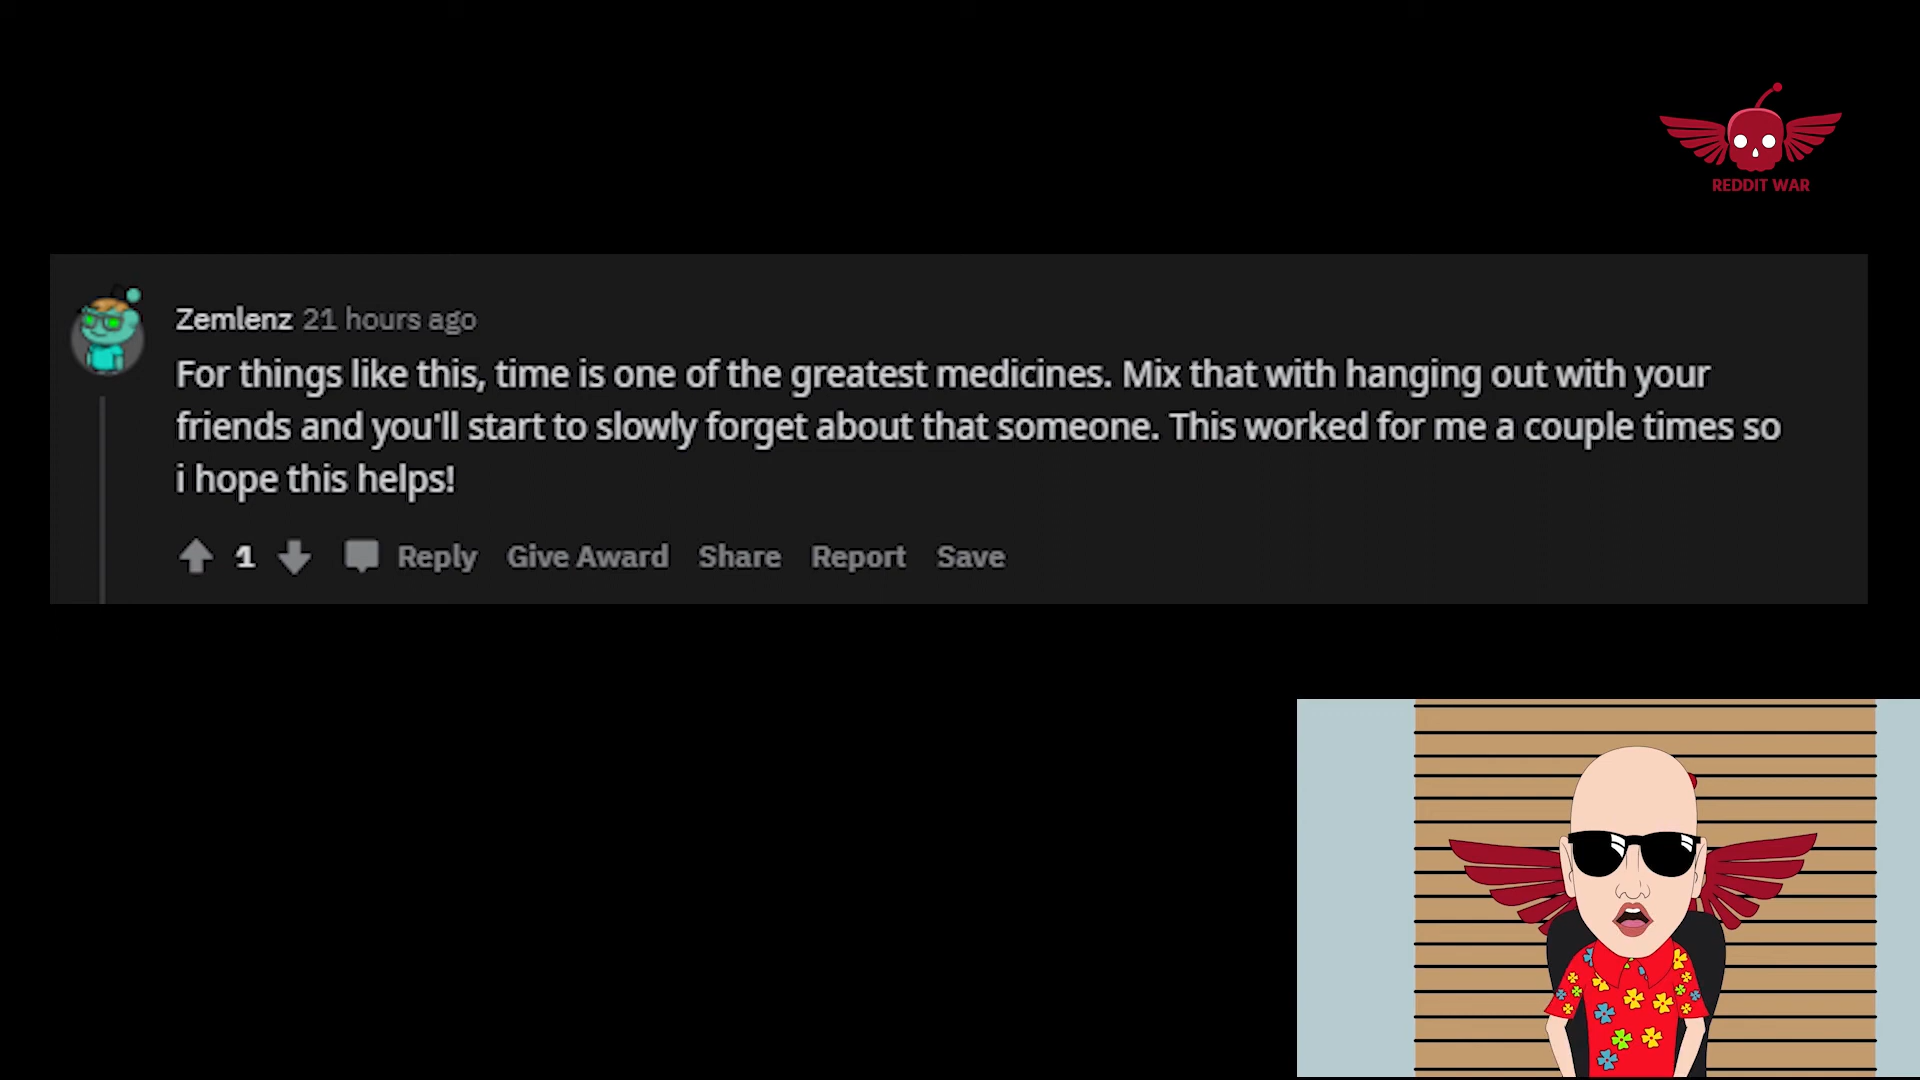 REDDIT WAR
Zemlenz 21 hours ago
For things like this, time is one of the greatest medicines. Mix that with hanging out with your
friends and you'll start to slowly forget about that someone. This worked for me a couple times so
i hope this helps!
1 Reply Give Award Share Report Save